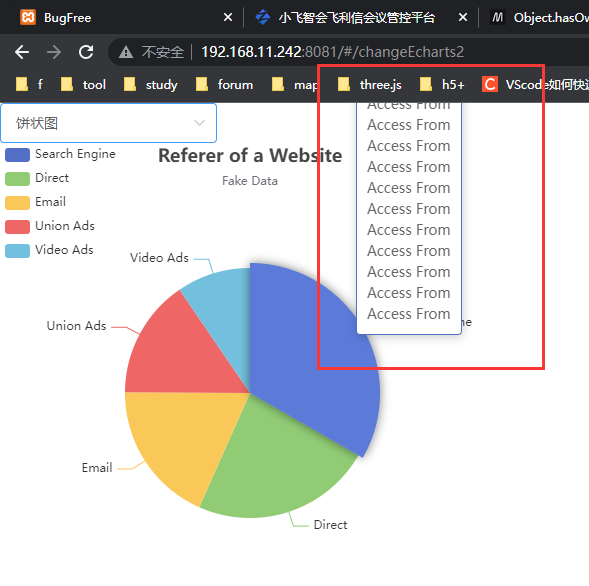 BugFree
小飞智会飞利信会议管控平台
Object.hasOw
不安全 192.168.11.242:8081/#/changeEcharts2
f tool study forum map three.js h5+ VScode如何快速
饼状图
Access From
Access From
Access From
Access From
Access From
Access From
Access From
Access From
Access From
Access From
Access From
Search Engine
Direct
Email
Union Ads
Video Ads
Referer of a Website
Fake Data
Video Ads
Union Ads
Email
Direct